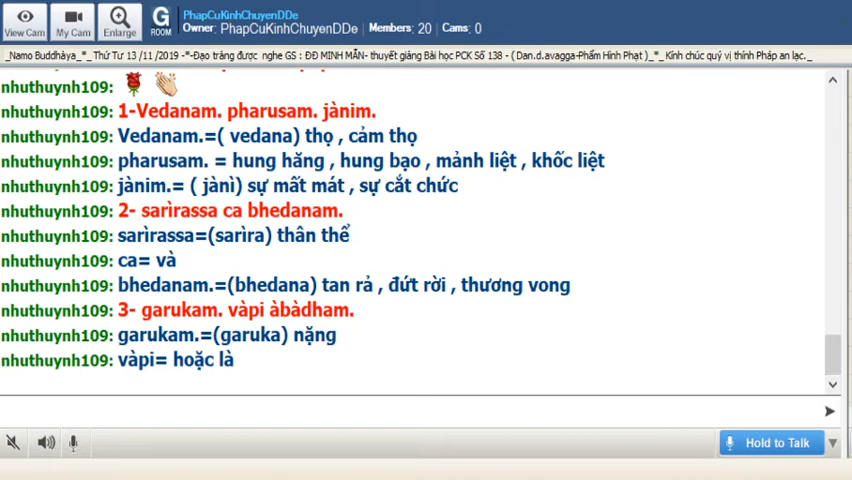 PhapCuKinhChuyenDDe
Owner: PhapCuKinhChuyenDDe Members: 20 Cams: 0
View Cam My Cam Enlarge G ROOM
_Namo Buddhàya_*_ Thứ Tư 13 /11 /2019 -*-Đạo tràng được nghe GS : ĐĐ MINH MẪN- thuyết giảng Bài học PCK Số 138 - ( Dan.d.avagga-Phẩm Hình Phạt )_*_ Kính chúc quý vị thính Pháp an lạc._
nhuthuynh109:
nhuthuynh109: 1-Vedanam. pharusam. jànim.
nhuthuynh109: Vedanam.=( vedana) thọ , cảm thọ
nhuthuynh109: pharusam. = hung hăng , hung bạo , mảnh liệt , khốc liệt
nhuthuynh109: jànim.= ( jànì) sự mất mát , sự cắt chức
nhuthuynh109: 2- sarìrassa ca bhedanam.
nhuthuynh109: sarìrassa=(sarìra) thân thể
nhuthuynh109: ca= và
nhuthuynh109: bhedanam.=(bhedana) tan rả , đứt rời , thương vong
nhuthuynh109: 3- garukam. vàpi àbàdham.
nhuthuynh109: garukam.=(garuka) nặng
nhuthuynh109: vàpi= hoặc là
Hold to Talk